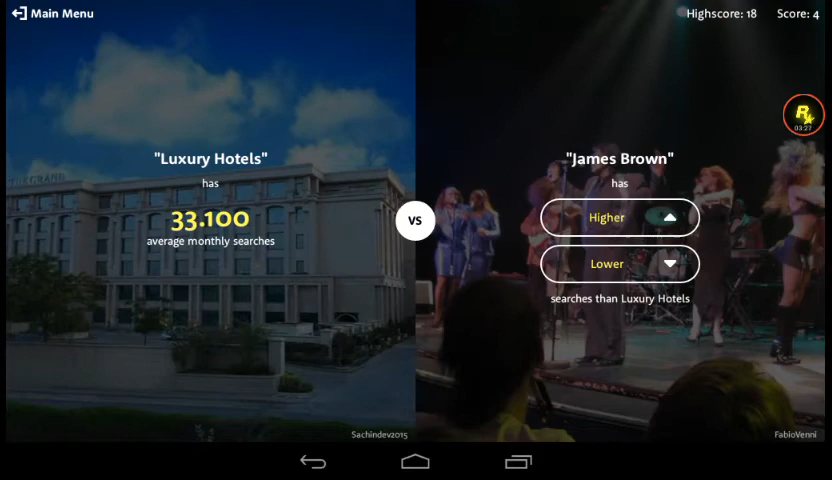 Main Menu
Highscore: 18
Score: 4
"Luxury Hotels"
has
33.100
average monthly searches
VS
"James Brown"
has
Higher
Lower
searches than Luxury Hotels
R
03:27
Sachindev2015
FabioVenni